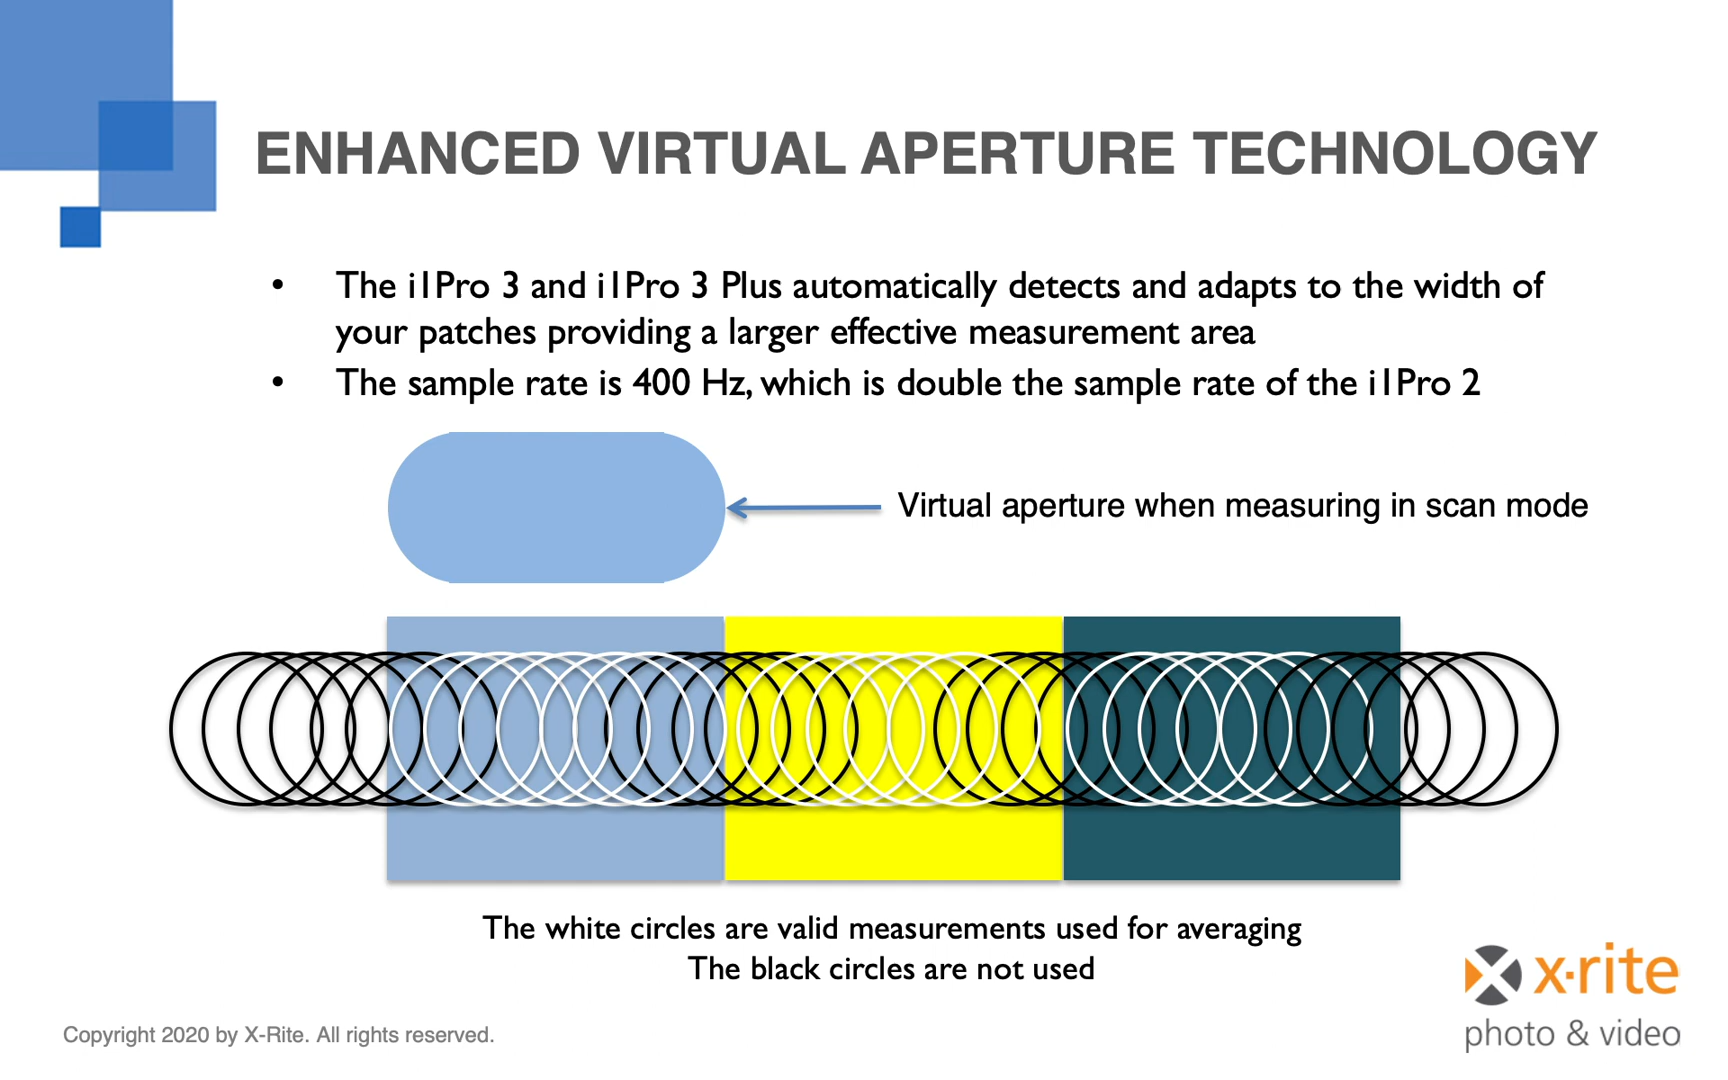 ENHANCED VIRTUAL APERTURE TECHNOLOGY
• The i1Pro 3 and i1Pro 3 Plus automatically detects and adapts to the width of
your patches providing a larger effective measurement area
• The sample rate is 400 Hz, which is double the sample rate of the i1Pro 2
Virtual aperture when measuring in scan mode
The white circles are valid measurements used for averaging
The black circles are not used
x·rite
photo & video
Copyright 2020 by X-Rite. All rights reserved.